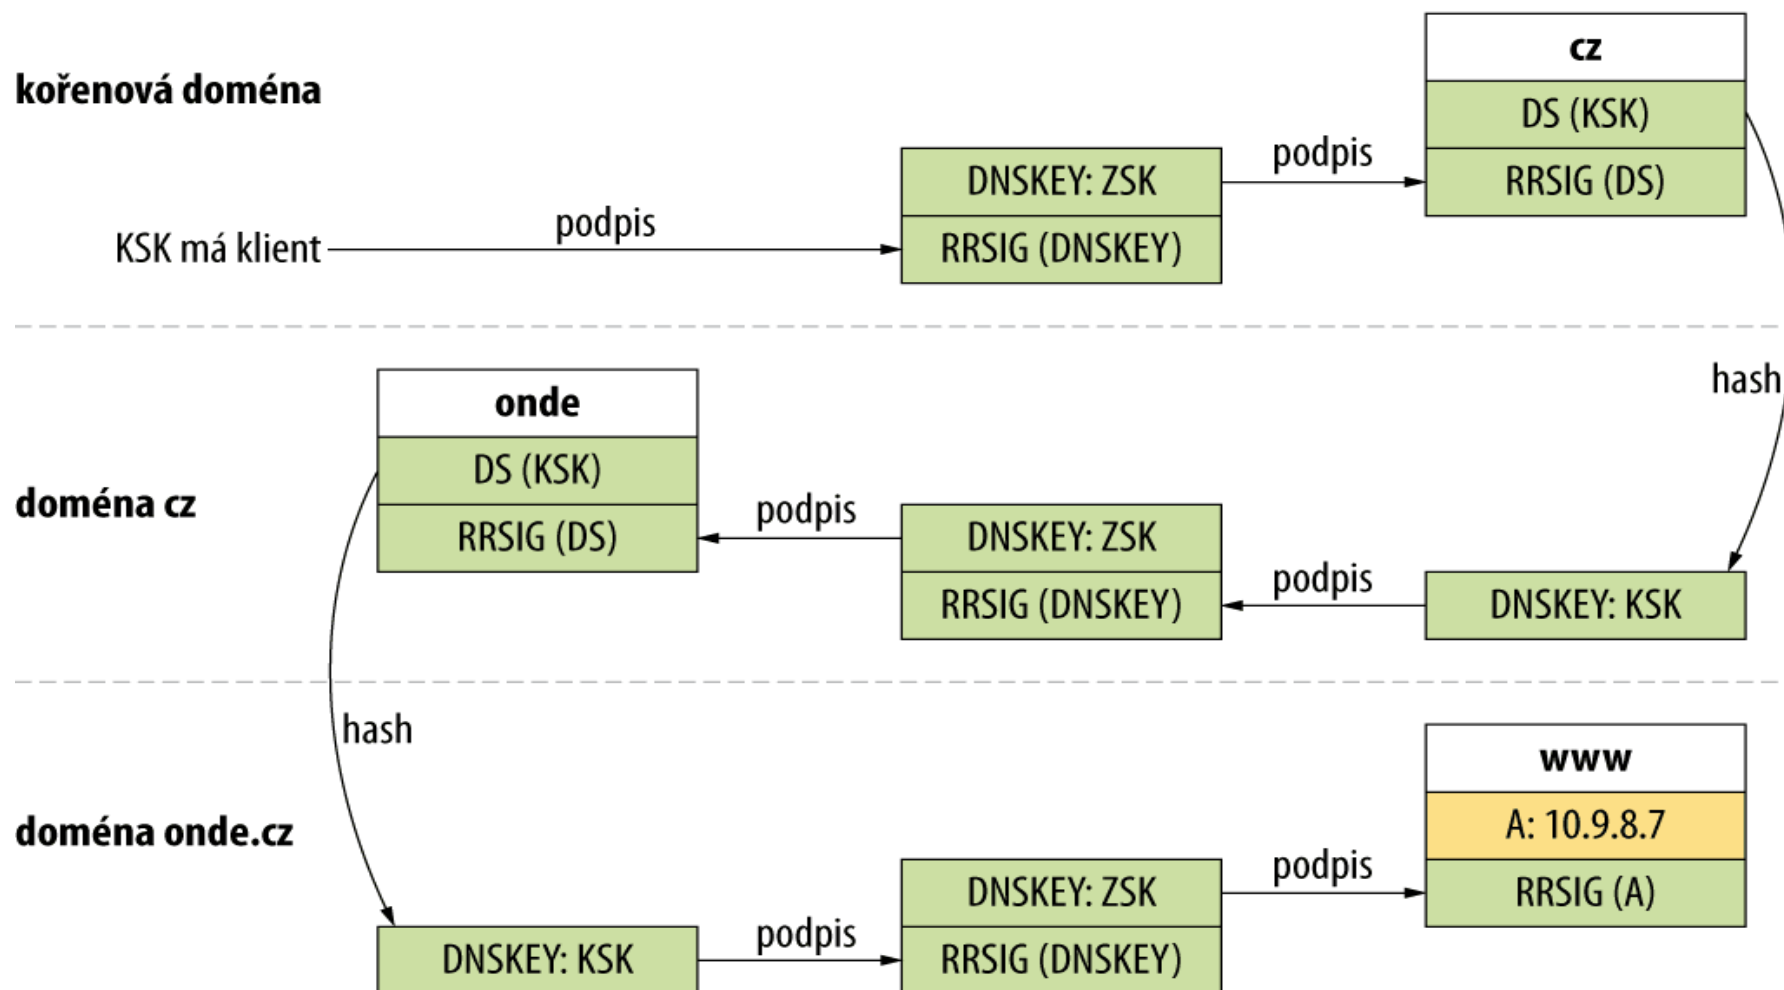 kořenová doména
cz
DS (KSK)
RRSIG (DS)
podpis
DNSKEY: ZSK
RRSIG (DNSKEY)
podpis
KSK má klient
hash
doména cz
onde
DS (KSK)
RRSIG (DS)
podpis
DNSKEY: ZSK
RRSIG (DNSKEY)
podpis
DNSKEY: KSK
hash
doména onde.cz
www
A: 10.9.8.7
RRSIG (A)
podpis
DNSKEY: ZSK
RRSIG (DNSKEY)
podpis
DNSKEY: KSK